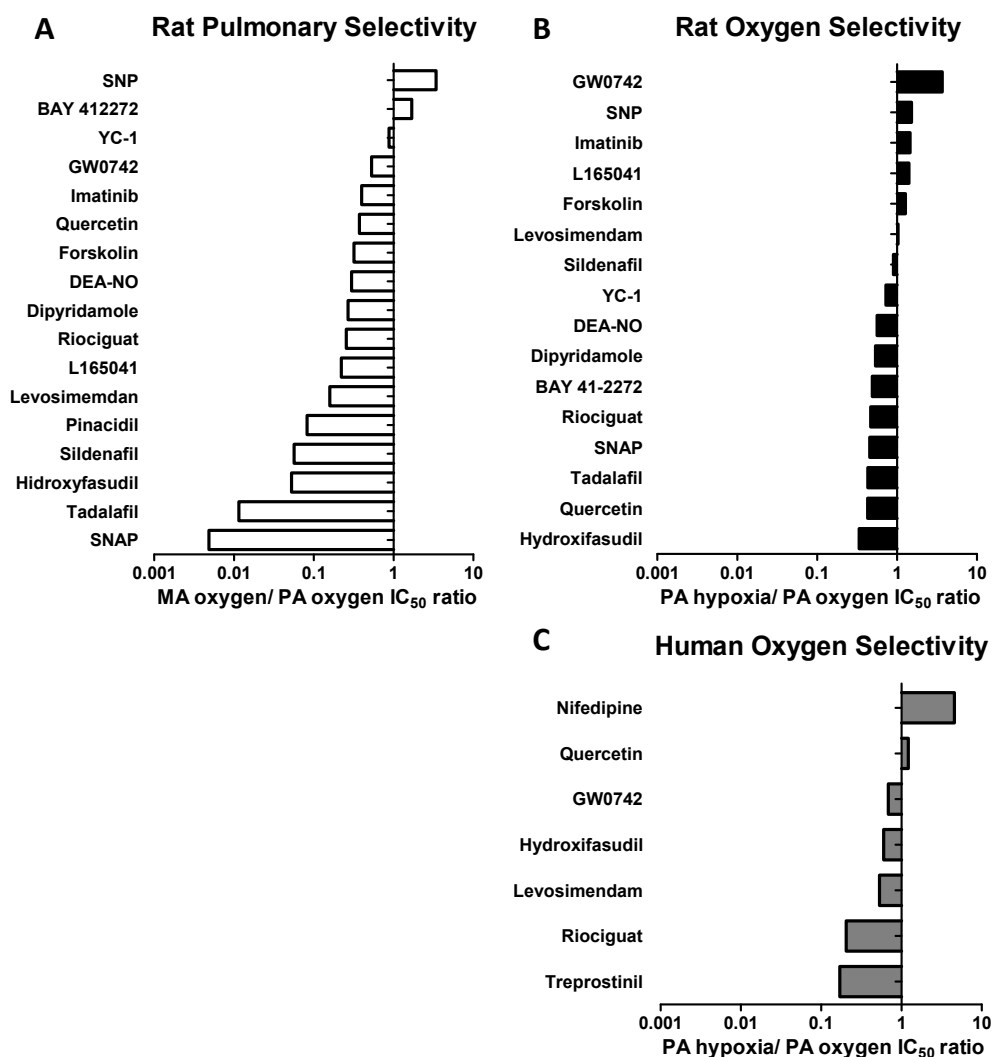 A
Rat Pulmonary Selectivity
SNP
BAY 412272
YC-1
GW0742
Imatinib
Quercetin
Forskolin
DEA-NO
Dipyridamole
Riociguat
L165041
Levosimemdan
Pinacidil
Sildenafil
Hidroxyfasudil
Tadalafil
SNAP
0.001 0.01 0.1 1 10
MA oxygen/ PA oxygen IC50 ratio
B
Rat Oxygen Selectivity
GW0742
SNP
Imatinib
L165041
Forskolin
Levosimendam
Sildenafil
YC-1
DEA-NO
Dipyridamole
BAY 41-2272
Riociguat
SNAP
Tadalafil
Quercetin
Hydroxifasudil
0.001 0.01 0.1 1 10
PA hypoxia/ PA oxygen IC50 ratio
C
Human Oxygen Selectivity
Nifedipine
Quercetin
GW0742
Hydroxifasudil
Levosimendam
Riociguat
Treprostinil
0.001 0.01 0.1 1 10
PA hypoxia/ PA oxygen IC50 ratio